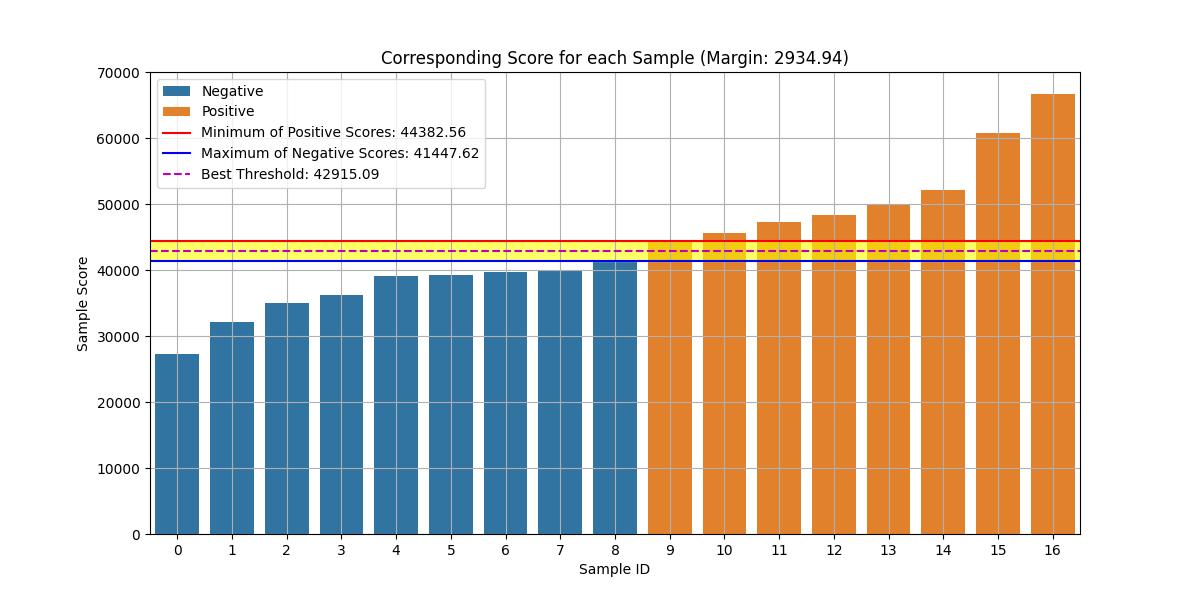 Corresponding Score for each Sample (Margin: 2934.94)
70000
60000
50000
40000
30000
20000
10000
0
Sample Score
Negative
Positive
Minimum of Positive Scores: 44382.56
Maximum of Negative Scores: 41447.62
Best Threshold: 42915.09
0 1 2 3 4 5 6 7 8 9 10 11 12 13 14 15 16
Sample ID